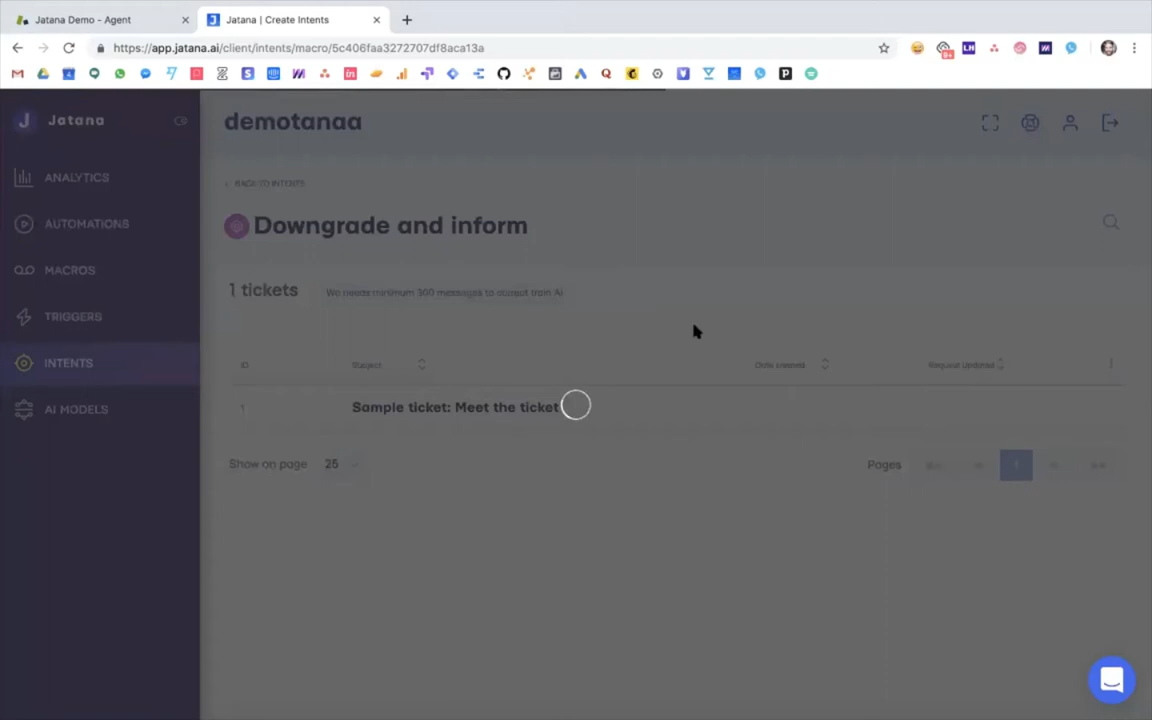 Jatana Demo - Agent
Jatana | Create Intents
https://app.jatana.ai/client/intents/macro/5c406faa3272707df8aca13a
Jatana
demotanaa
ANALYTICS
BACK TO INTENTS
AUTOMATIONS
Downgrade and inform
MACROS
1 tickets
We needs minimum 300 messages to correct train AI
TRIGGERS
INTENTS
ID
Subject
Date created
Request Updated
AI MODELS
1
Sample ticket: Meet the ticket
Show on page
25
Pages
1